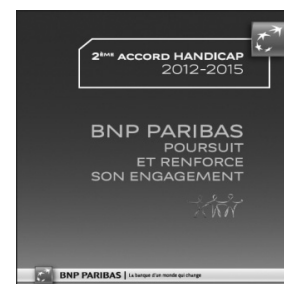 2ÈME ACCORD HANDICAP
2012-2015
BNP PARIBAS
POURSUIT
ET RENFORCE
SON ENGAGEMENT
BNP PARIBAS | La banque d'un monde qui change